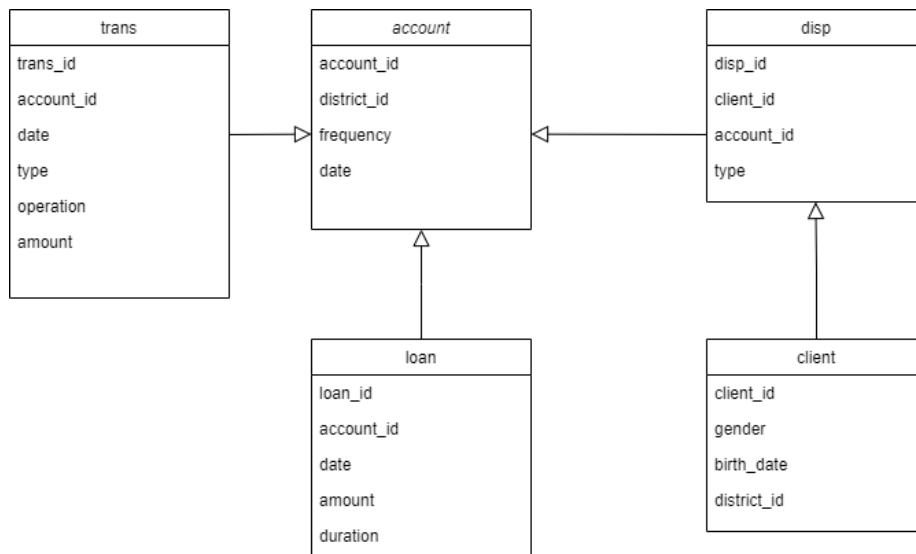 trans
trans_id
account_id
date
type
operation
amount
account
account_id
district_id
frequency
date
disp
disp_id
client_id
account_id
type
loan
loan_id
account_id
date
amount
duration
client
client_id
gender
birth_date
district_id